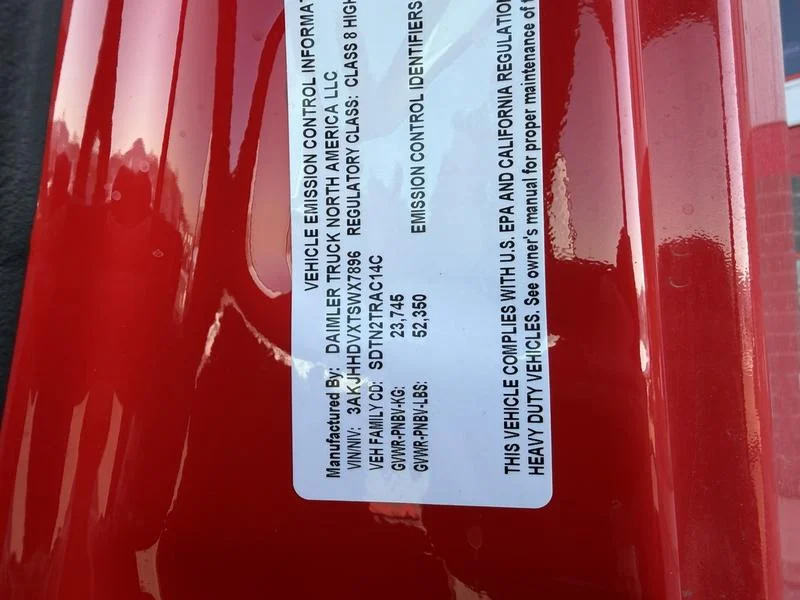 VEHICLE EMISSION CONTROL INFORMAT
Manufactured By: DAIMLER TRUCK NORTH AMERICA LLC
VIN/NIV: 3AKJHHDVXTSWX7896 REGULATORY CLASS: CLASS 8 HIGH
VEH FAMILY CD: SDTN2TRAC14C
GVWR-PNBV-KG: 23,745
GVWR-PNBV-LBS: 52,350 EMISSION CONTROL IDENTIFIERS
THIS VEHICLE COMPLIES WITH U.S. EPA AND CALIFORNIA REGULATION
HEAVY DUTY VEHICLES. See owner's manual for proper maintenance of t